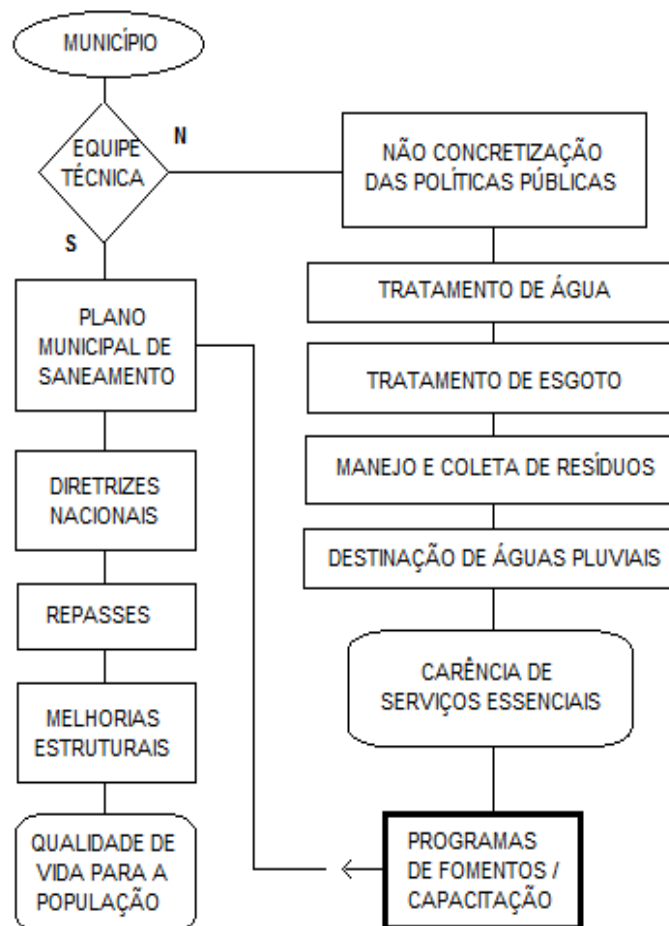 MUNICÍPIO
EQUIPE
TÉCNICA
N
S
PLANO
MUNICIPAL DE
SANEAMENTO
DIRETRIZES
NACIONAIS
REPASSES
MELHORIAS
ESTRUTURAIS
QUALIDADE DE
VIDA PARA A
POPULAÇÃO
NÃO CONCRETIZAÇÃO
DAS POLÍTICAS PÚBLICAS
TRATAMENTO DE ÁGUA
TRATAMENTO DE ESGOTO
MANEJO E COLETA DE RESÍDUOS
DESTINAÇÃO DE ÁGUAS PLUVIAIS
CARÊNCIA DE
SERVIÇOS ESSENCIAIS
PROGRAMAS
DE FOMENTOS /
CAPACITAÇÃO